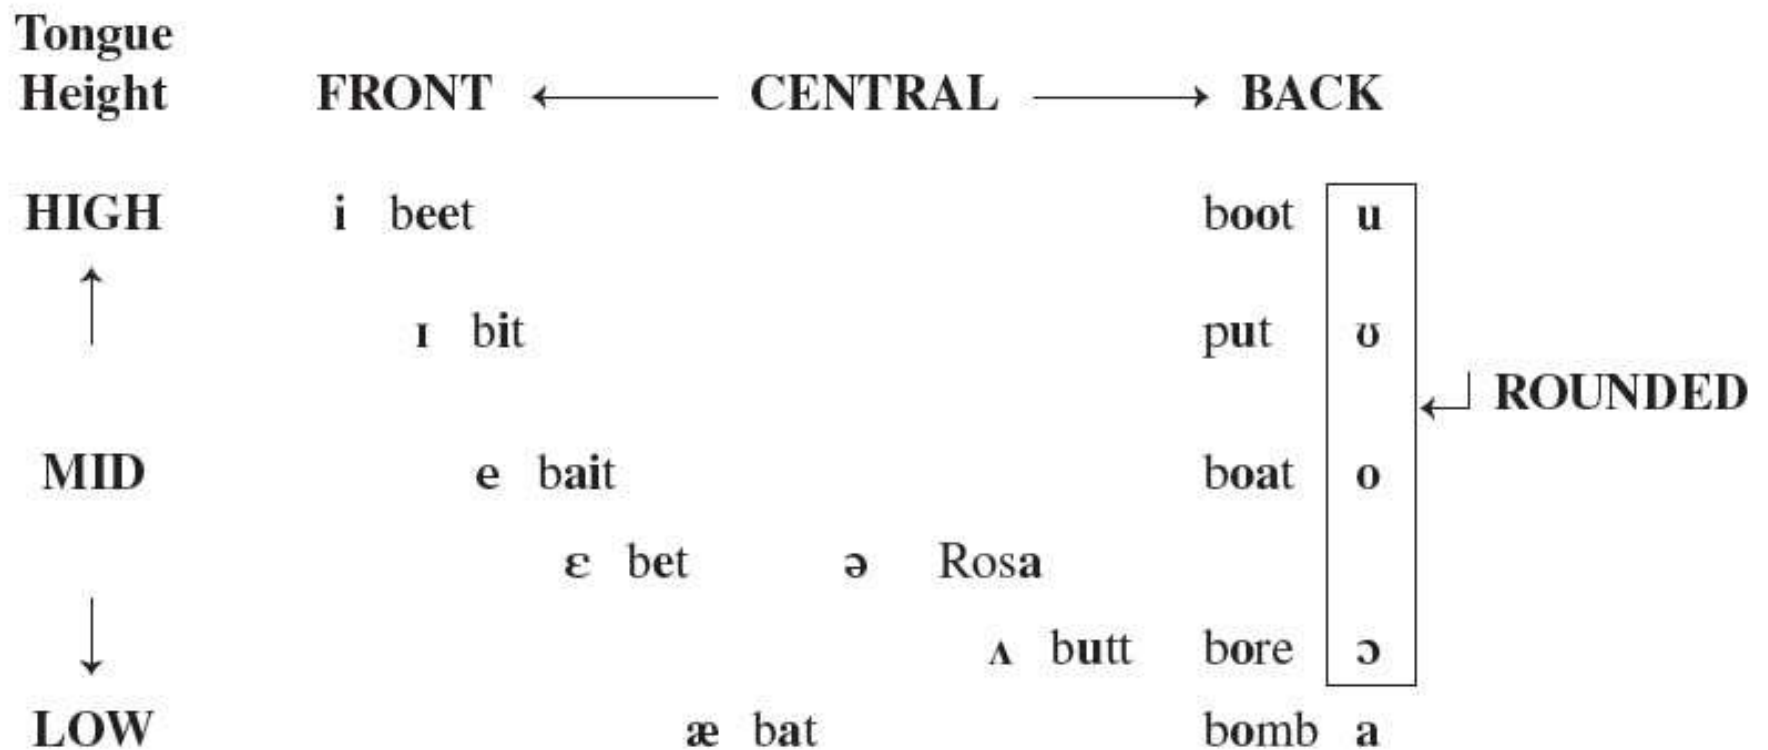 Tongue
Height FRONT ← CENTRAL → BACK
HIGH i beet boot u
ɪ bit put ʊ
ROUNDED
MID e bait boat o
ɛ bet ə Rosa
ʌ butt bore ɔ
LOW æ bat bomb a